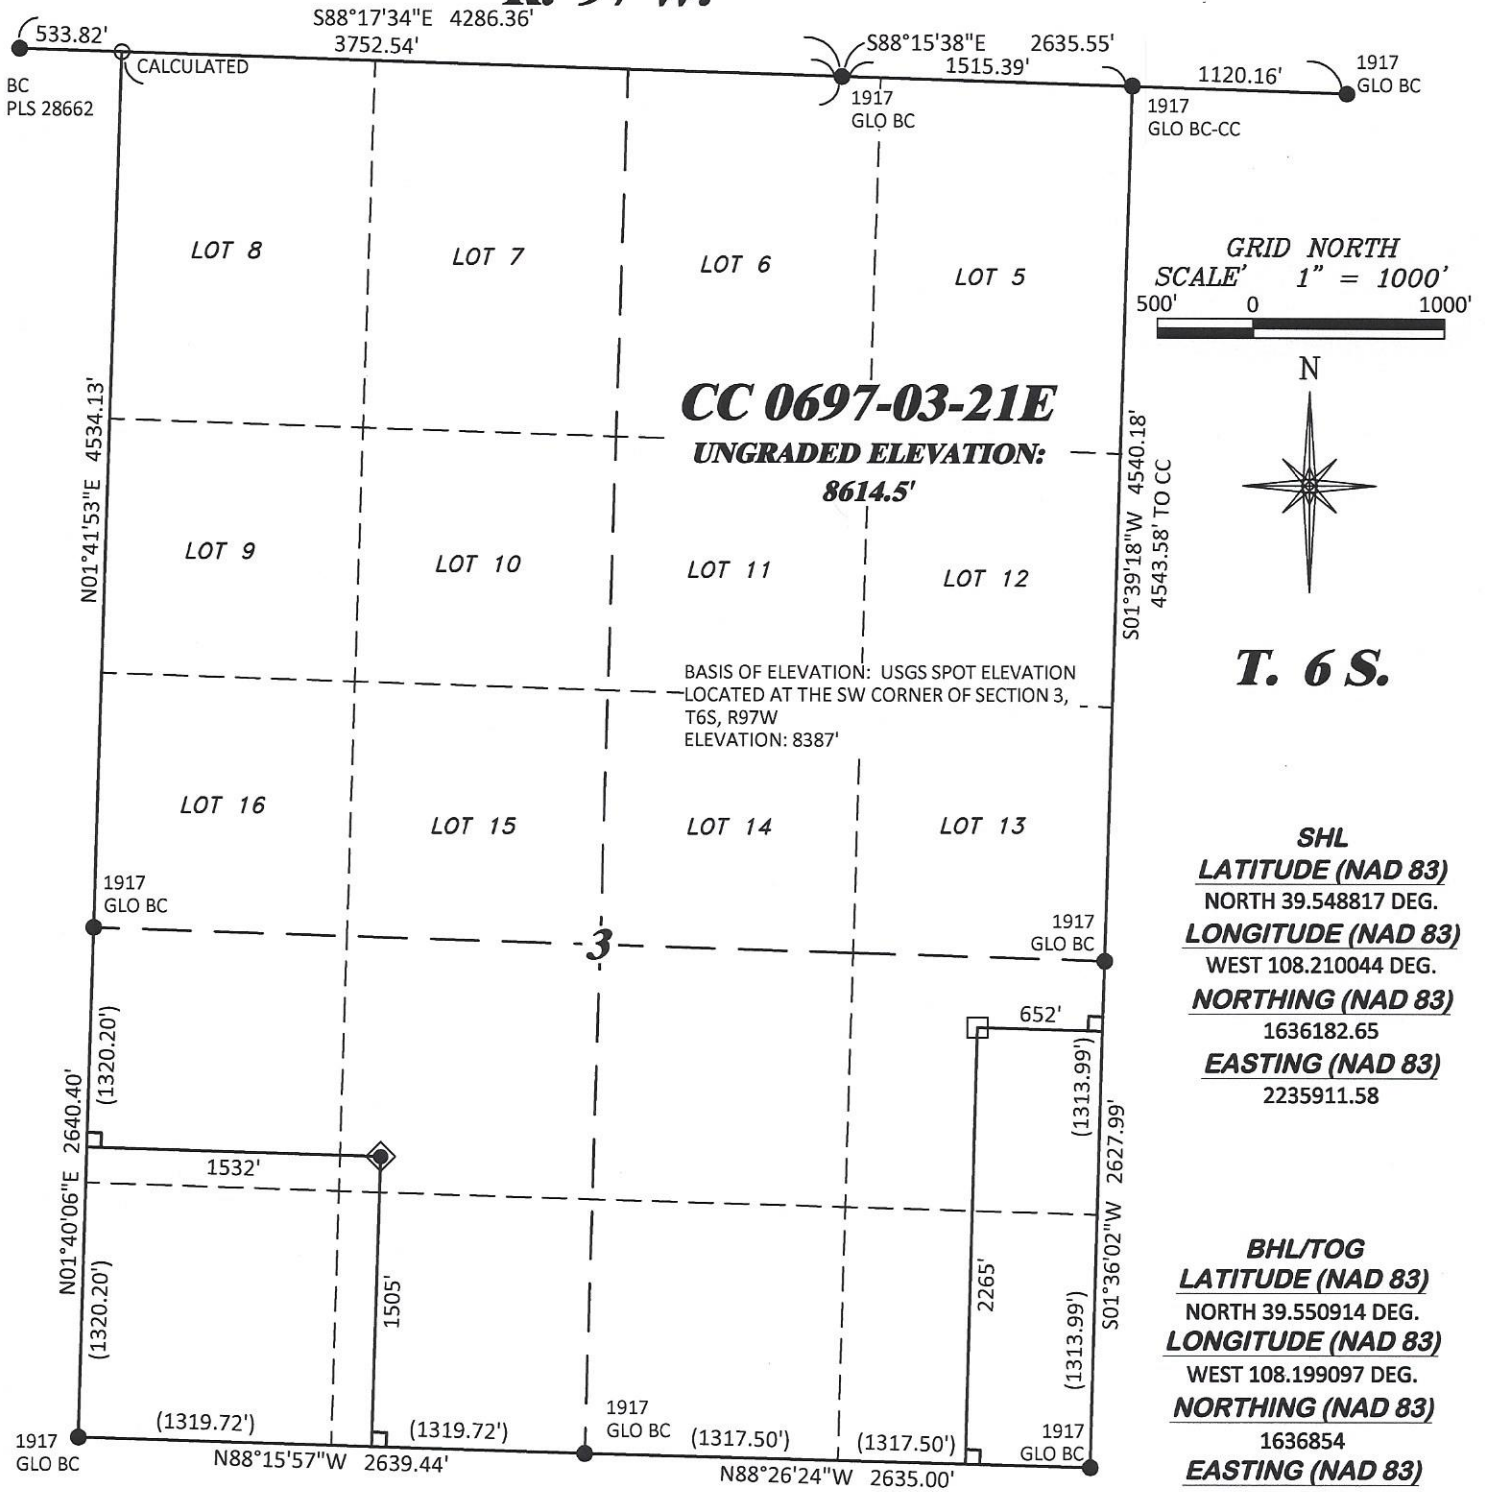 S88°17'34"E 4286.36'
533.82'
3752.54'
S88°15'38"E 2635.55'
1515.39'
1120.16'
1917
GLO BC
CALCULATED
BC
PLS 28662
1917
GLO BC
1917
GLO BC-CC
LOT 8
LOT 7
LOT 6
LOT 5
GRID NORTH
SCALE' 1" = 1000'
500' 0 1000'
N
CC 0697-03-21E
UNGRADED ELEVATION:
8614.5'
N01°41'53"E 4534.13'
S01°39'18"W 4540.18'
4543.58' TO CC
LOT 9
LOT 10
LOT 11
LOT 12
T. 6 S.
BASIS OF ELEVATION: USGS SPOT ELEVATION
LOCATED AT THE SW CORNER OF SECTION 3,
T6S, R97W
ELEVATION: 8387'
LOT 16
LOT 15
LOT 14
LOT 13
SHL
LATITUDE (NAD 83)
NORTH 39.548817 DEG.
LONGITUDE (NAD 83)
WEST 108.210044 DEG.
NORTHING (NAD 83)
1636182.65
EASTING (NAD 83)
2235911.58
1917
GLO BC
3
1917
GLO BC
652'
(1320.20')
(1313.99')
N01°40'06"E 2640.40'
S01°36'02"W 2627.99'
1532'
1505'
2265'
(1320.20')
(1313.99')
BHL/TOG
LATITUDE (NAD 83)
NORTH 39.550914 DEG.
LONGITUDE (NAD 83)
WEST 108.199097 DEG.
NORTHING (NAD 83)
1636854
EASTING (NAD 83)
(1319.72')
(1319.72')
1917
GLO BC
(1317.50')
(1317.50')
1917
GLO BC
1917
GLO BC
N88°15'57"W 2639.44'
N88°26'24"W 2635.00'